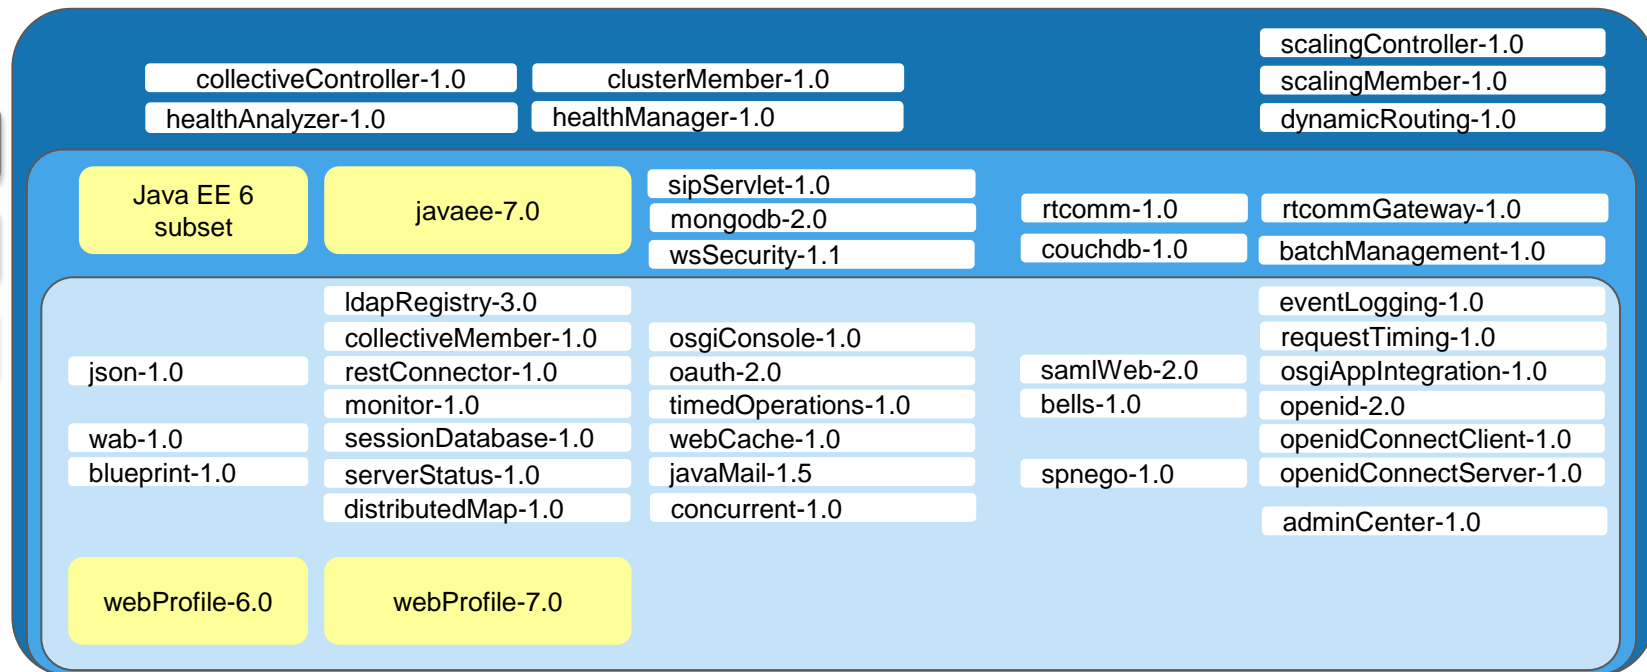 scalingController-1.0
collectiveController-1.0
clusterMember-1.0
scalingMember-1.0
healthAnalyzer-1.0
healthManager-1.0
dynamicRouting-1.0
Java EE 6
subset
javaee-7.0
sipServlet-1.0
mongodb-2.0
wsSecurity-1.1
rtcomm-1.0
rtcommGateway-1.0
couchdb-1.0
batchManagement-1.0
ldapRegistry-3.0
eventLogging-1.0
collectiveMember-1.0
osgiConsole-1.0
requestTiming-1.0
json-1.0
restConnector-1.0
oauth-2.0
samlWeb-2.0
osgiAppIntegration-1.0
monitor-1.0
timedOperations-1.0
bells-1.0
openid-2.0
wab-1.0
sessionDatabase-1.0
webCache-1.0
openidConnectClient-1.0
blueprint-1.0
serverStatus-1.0
javaMail-1.5
spnego-1.0
openidConnectServer-1.0
distributedMap-1.0
concurrent-1.0
adminCenter-1.0
webProfile-6.0
webProfile-7.0